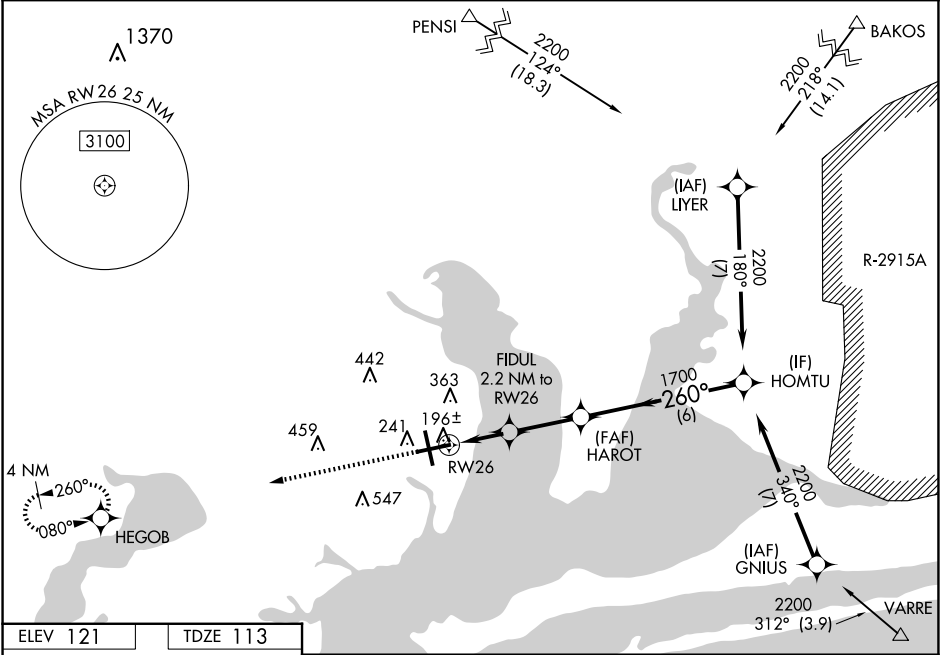 1370
MSA RW26 25 NM
3100
PENSI
2200
124°
(18.3)
BAKOS
2200
218°
(14.1)
(IAF)
LIYER
2200
180°
(7)
R-2915A
(IF)
HOMTU
1700
260°
(6)
(FAF)
HAROT
FIDUL
2.2 NM to
RW26
442
363
459
241
196±
RW26
547
4 NM
260°
080°
HEGOB
2200
340°
(7)
(IAF)
GNIUS
2200
312° (3.9)
VARRE
ELEV 121
TDZE 113